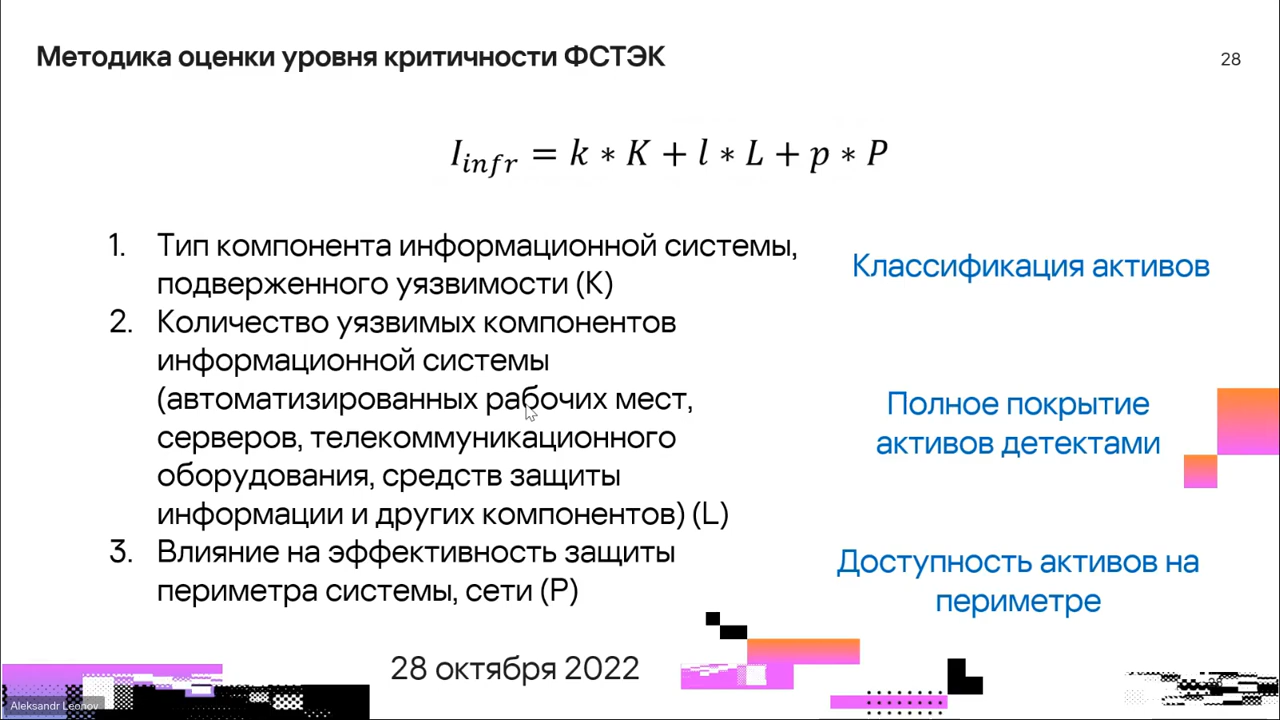 Методика оценки уровня критичности ФСТЭК
28
I_infr = k ∗ K + l ∗ L + p ∗ P
1. Тип компонента информационной системы,
подверженного уязвимости (K)
Классификация активов
2. Количество уязвимых компонентов
информационной системы
(автоматизированных рабочих мест,
серверов, телекоммуникационного
оборудования, средств защиты
информации и других компонентов) (L)
Полное покрытие
активов детектами
3. Влияние на эффективность защиты
периметра системы, сети (P)
Доступность активов на
периметре
28 октября 2022
Aleksandr Leonov